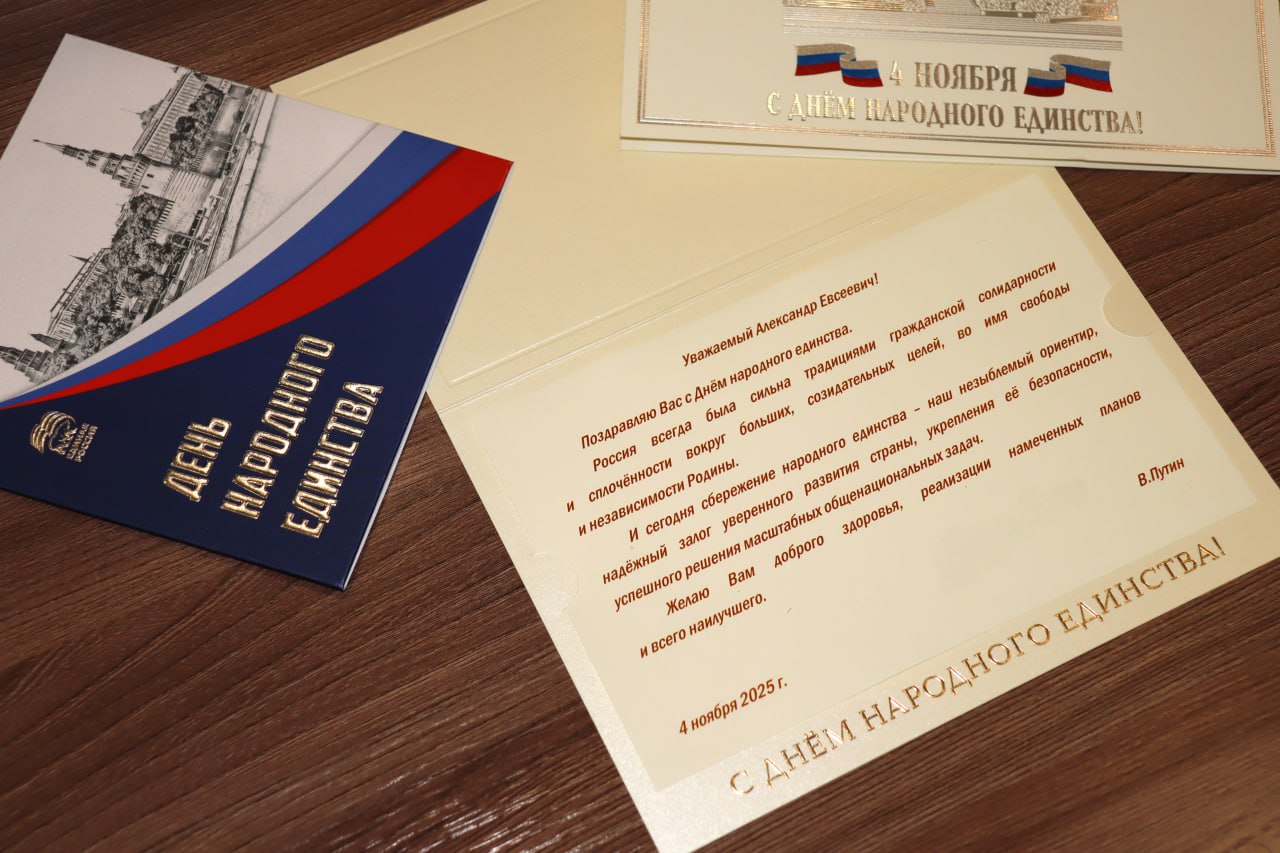 4 НОЯБРЯ
С ДНЁМ НАРОДНОГО ЕДИНСТВА!
ДЕНЬ
НАРОДНОГО
ЕДИНСТВА
ЕДИНАЯ
РОССИЯ
Уважаемый Александр Евсеевич!
Поздравляю Вас с Днём народного единства.
Россия всегда была сильна традициями гражданской солидарности
и сплочённости вокруг больших, созидательных целей, во имя свободы
и независимости Родины.
И сегодня сбережение народного единства – наш незыблемый ориентир,
надёжный залог уверенного развития страны, укрепления её безопасности,
успешного решения масштабных общенациональных задач.
Желаю Вам доброго здоровья, реализации намеченных планов
и всего наилучшего.
В.Путин
4 ноября 2025 г.
С ДНЁМ НАРОДНОГО ЕДИНСТВА!